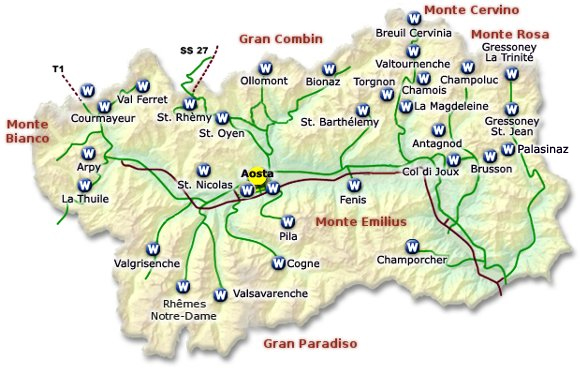 Monte Cervino
W
Breuil Cervinia
SS 27
Gran Combin
Monte Rosa
Gressoney
La Trinité
W
Valtournenche
T1
W
Ollomont
W
Bionaz
Torgnon
W
W
Chamois
W
Champoluc
W
W
W
Val Ferret
W
Courmayeur
W
St. Rhèmy
W
St. Oyen
W
St. Barthélemy
W
W
La Magdeleine
W
Gressoney
St. Jean
Monte
Bianco
W
Antagnod
W
Palasinaz
W
Arpy
W
St. Nicolas
Aosta
W
W
Col di Joux
W
W
Brusson
W
La Thuile
W
Fenis
W
Pila
Monte Emilius
W
Valgrisenche
W
Cogne
W
Champorcher
W
Rhêmes
Notre-Dame
W
Valsavarenche
Gran Paradiso